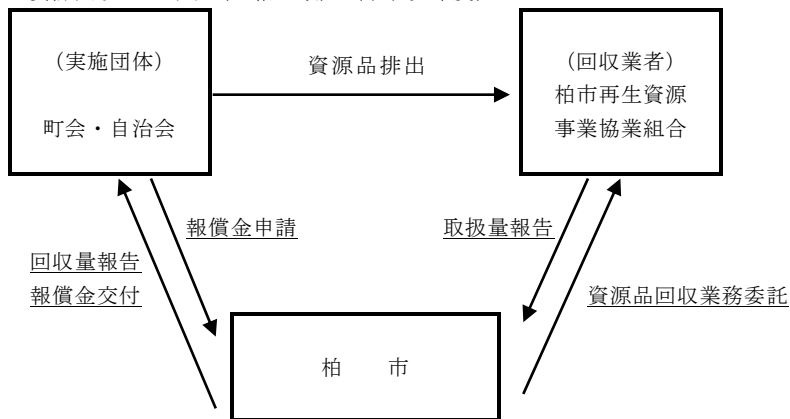 （実施団体）
町会・自治会
資源品排出
（回収業者）
柏市再生資源
事業協業組合
報償金申請
回収量報告
報償金交付
取扱量報告
資源品回収業務委託
柏　　市